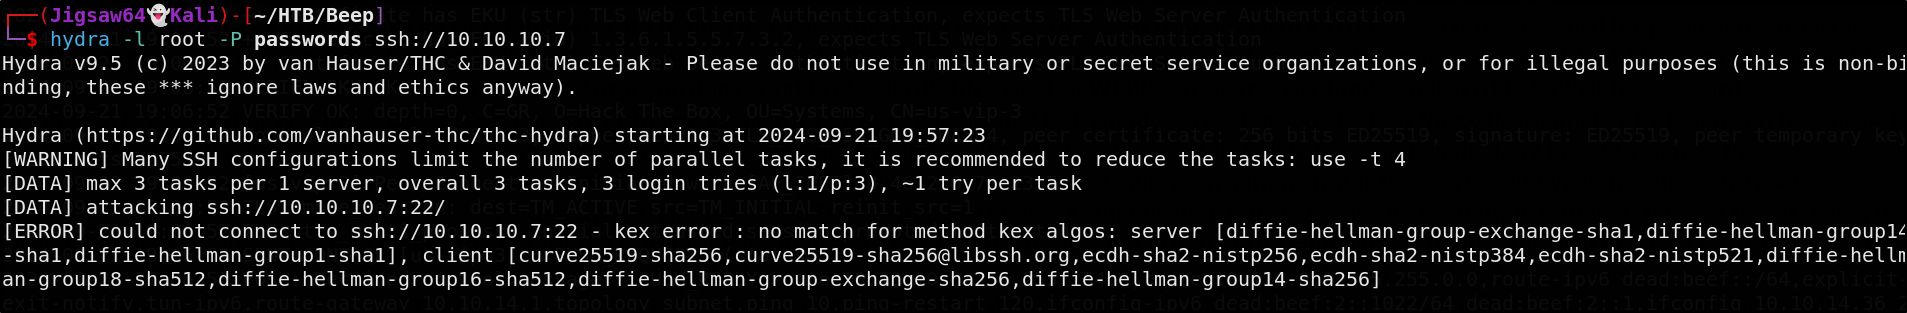 ┌──(Jigsaw64👻Kali)-[~/HTB/Beep]
└─$ hydra -l root -P passwords ssh://10.10.10.7
Hydra v9.5 (c) 2023 by van Hauser/THC & David Maciejak - Please do not use in military or secret service organizations, or for illegal purposes (this is non-bi
nding, these *** ignore laws and ethics anyway).
Hydra (https://github.com/vanhauser-thc/thc-hydra) starting at 2024-09-21 19:57:23
[WARNING] Many SSH configurations limit the number of parallel tasks, it is recommended to reduce the tasks: use -t 4
[DATA] max 3 tasks per 1 server, overall 3 tasks, 3 login tries (l:1/p:3), ~1 try per task
[DATA] attacking ssh://10.10.10.7:22/
[ERROR] could not connect to ssh://10.10.10.7:22 - kex error : no match for method kex algos: server [diffie-hellman-group-exchange-sha1,diffie-hellman-group14
-sha1,diffie-hellman-group1-sha1], client [curve25519-sha256,curve25519-sha256@libssh.org,ecdh-sha2-nistp256,ecdh-sha2-nistp384,ecdh-sha2-nistp521,diffie-hellm
an-group18-sha512,diffie-hellman-group16-sha512,diffie-hellman-group-exchange-sha256,diffie-hellman-group14-sha256]